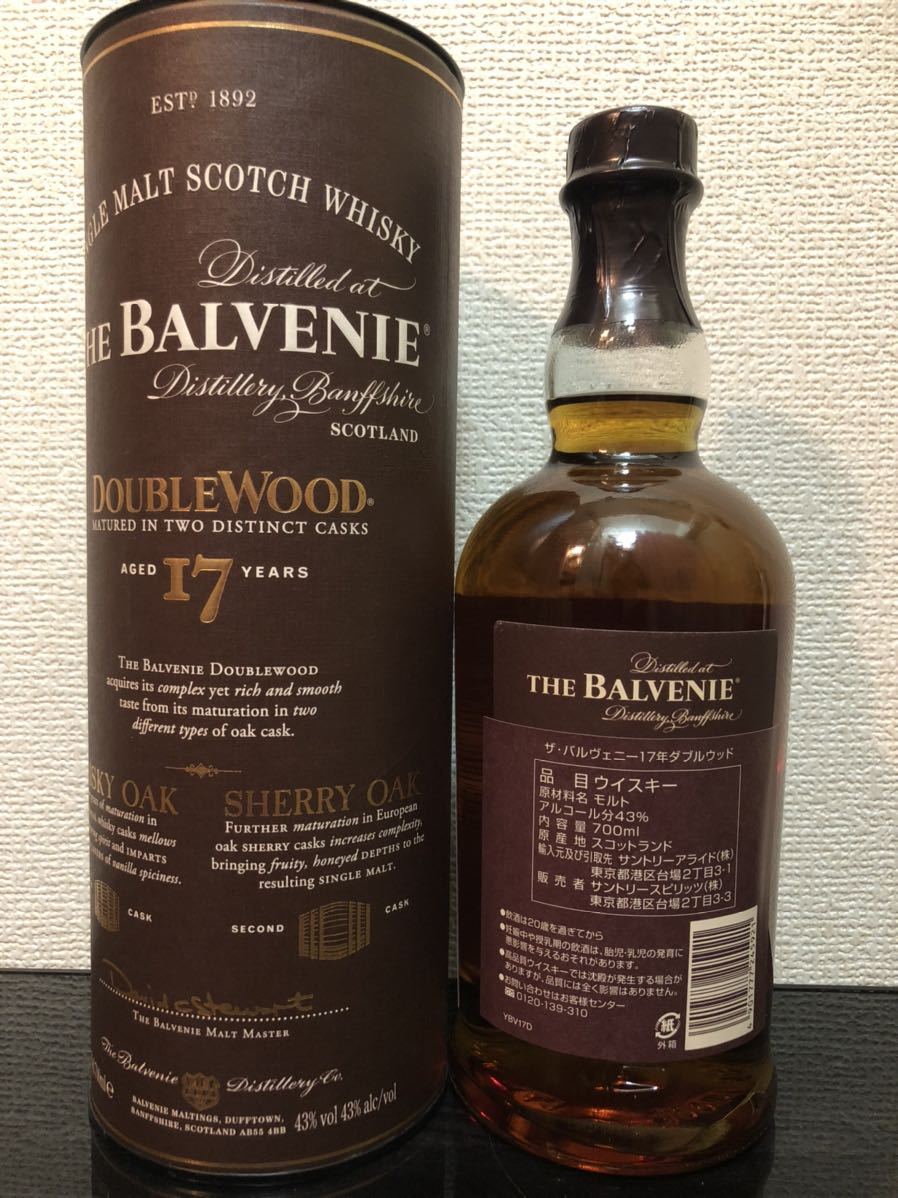 ESTD 1892
MALT SCOTCH WHISKY
Distilled at
THE BALVENIE®
Distillery, Banffshire
SCOTLAND
DOUBLEWOOD®
MATURED IN TWO DISTINCT CASKS
AGED 17 YEARS
THE BALVENIE DOUBLEWOOD
acquires its complex yet rich and smooth
taste from its maturation in two
different types of oak cask.
OAK
of maturation in
whisky casks mellows
and IMPARTS
of vanilla spiciness.
CASK
SHERRY OAK
FURTHER maturation in European
oak SHERRY casks increases complexity,
bringing fruity, honeyed DEPTHS to the
resulting SINGLE MALT.
SECOND CASK
David C Stewart
THE BALVENIE MALT MASTER
The Balvenie Distillery Co.
BALVENIE MALTINGS, DUFFTOWN,
BANFFSHIRE, SCOTLAND AB55 4BB
43% vol 43% alc/vol
Distilled at
THE BALVENIE®
Distillery, Banffshire
ザ・バルヴェニー17年ダブルウッド
品目 ウイスキー
原材料名 モルト
アルコール分43%
内容量 700ml
原産地 スコットランド
輸入元及び引取先 サントリーアライド(株)
東京都港区台場2丁目3-1
販売者 サントリースピリッツ(株)
東京都港区台場2丁目3-3
●飲酒は20歳を過ぎてから
●妊娠中や授乳期の飲酒は、胎児・乳児の発育に
悪影響を与えるおそれがあります。
●高品質ウイスキーでは沈殿が発生する場合が
ありますが、品質には全く影響はありません。
●お問い合わせはお客様センター
0120-139-310
YBV17D
紙
外箱